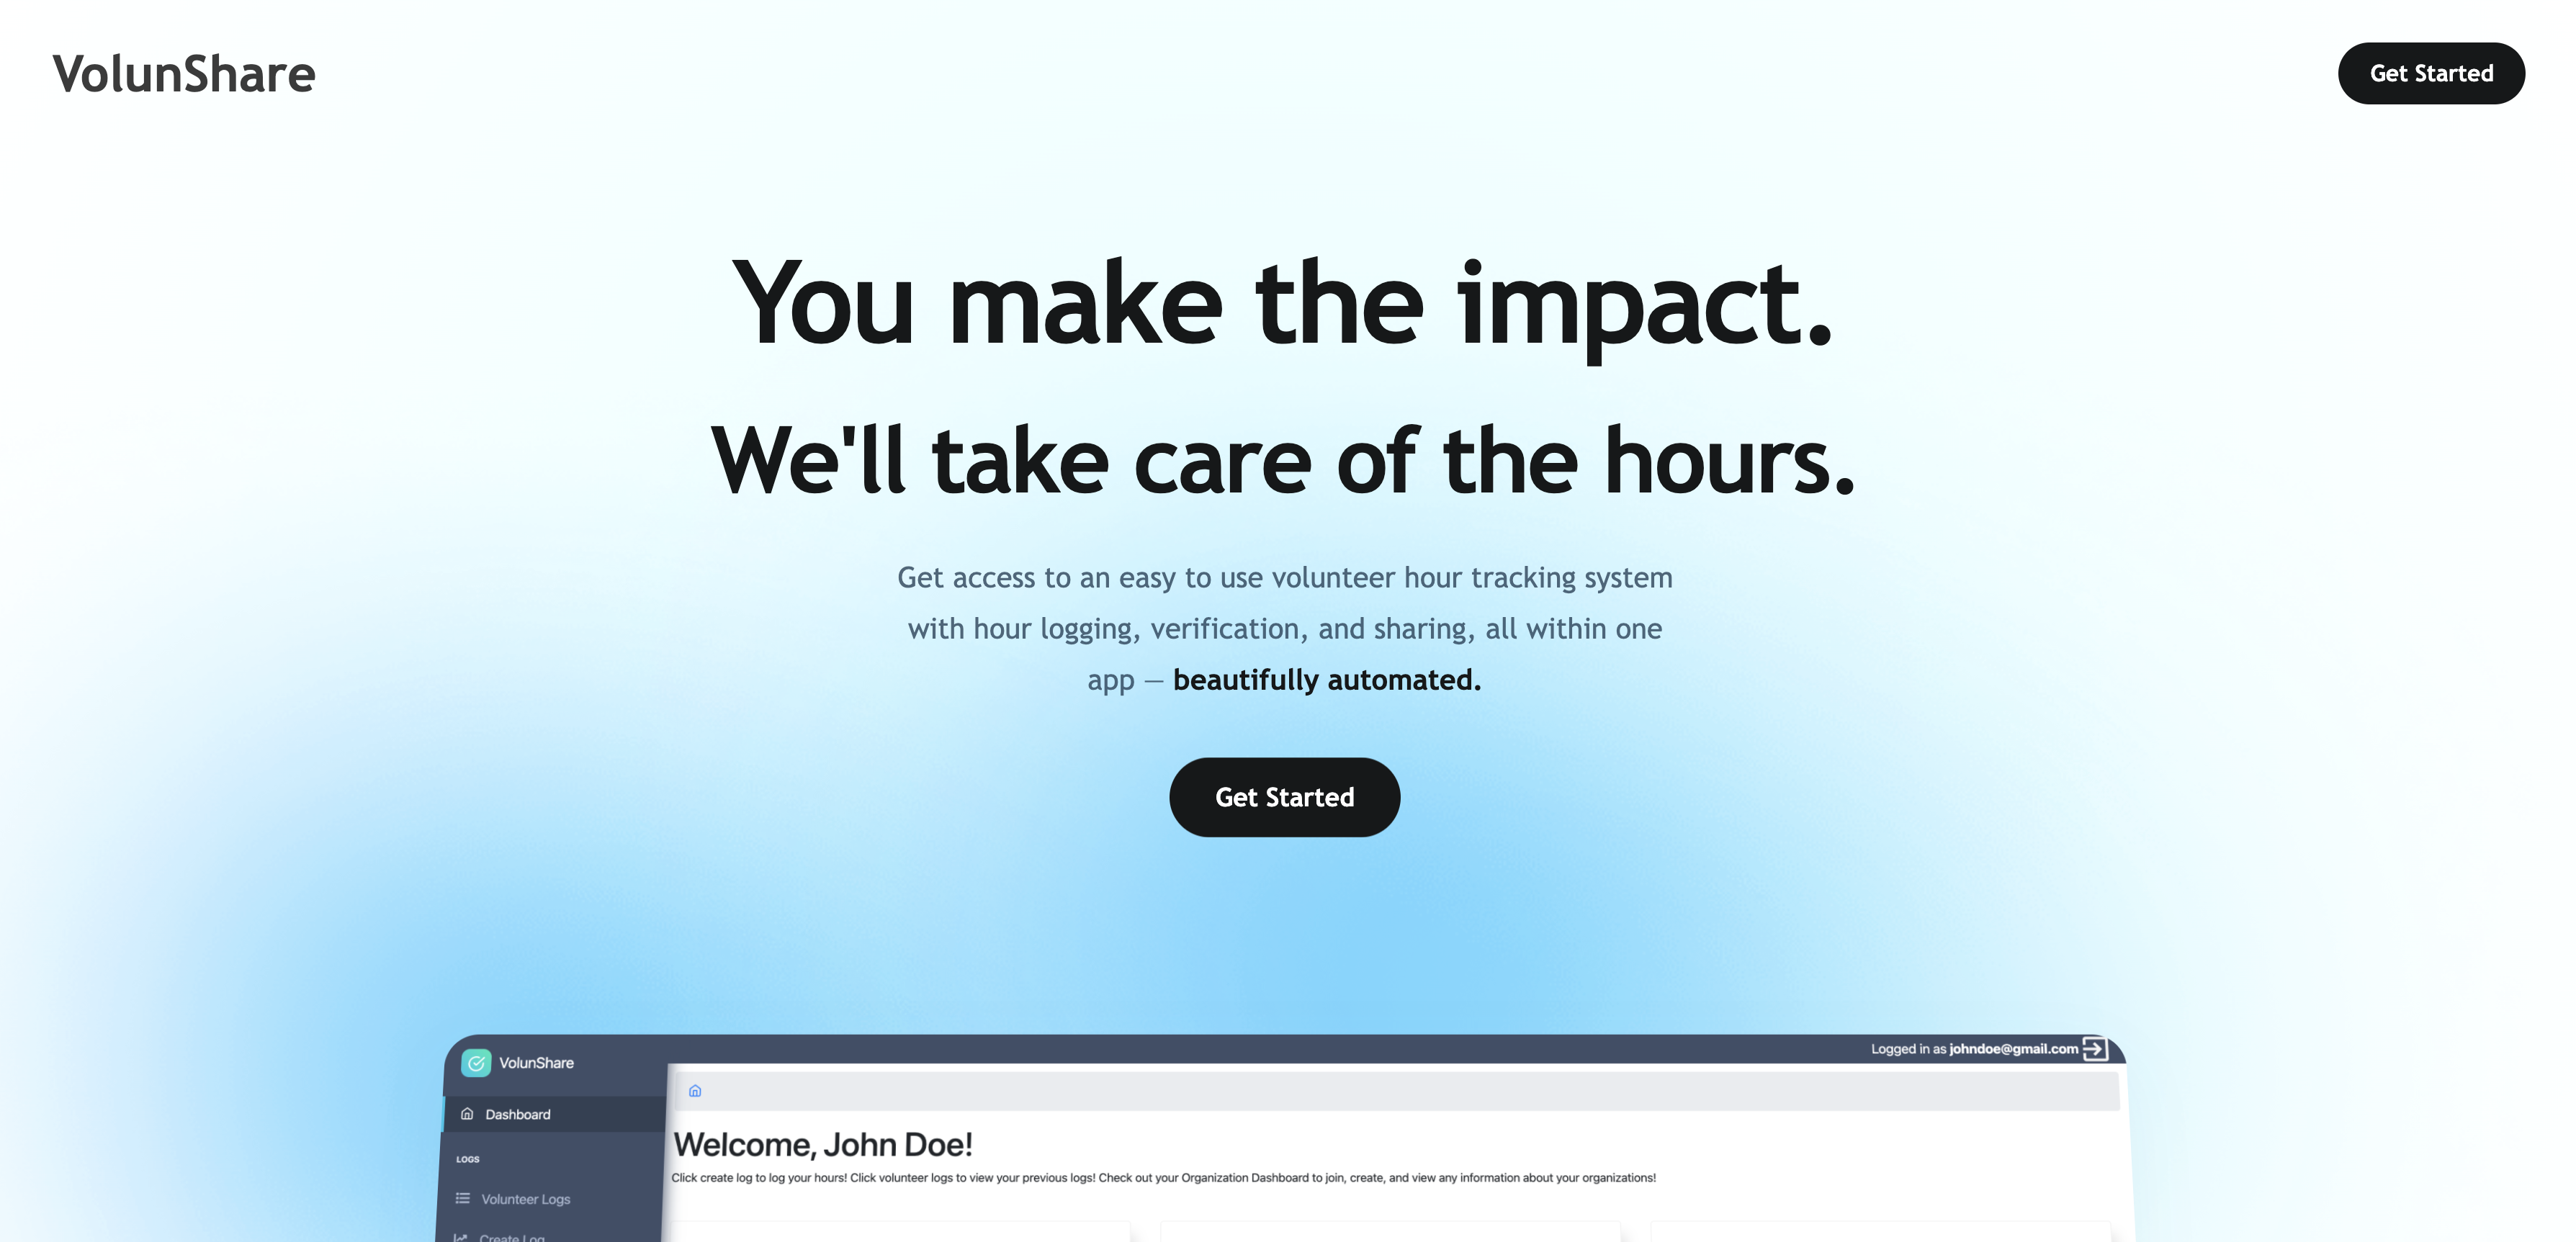 VolunShare
Get Started
You make the impact.
We'll take care of the hours.
Get access to an easy to use volunteer hour tracking system
with hour logging, verification, and sharing, all within one
app — beautifully automated.
Get Started
VolunShare
Logged in as johndoe@gmail.com
Dashboard
Welcome, John Doe!
Click create log to log your hours! Click volunteer logs to view your previous logs! Check out your Organization Dashboard to join, create, and view any information about your organizations!
LOGS
Volunteer Logs
Create Log